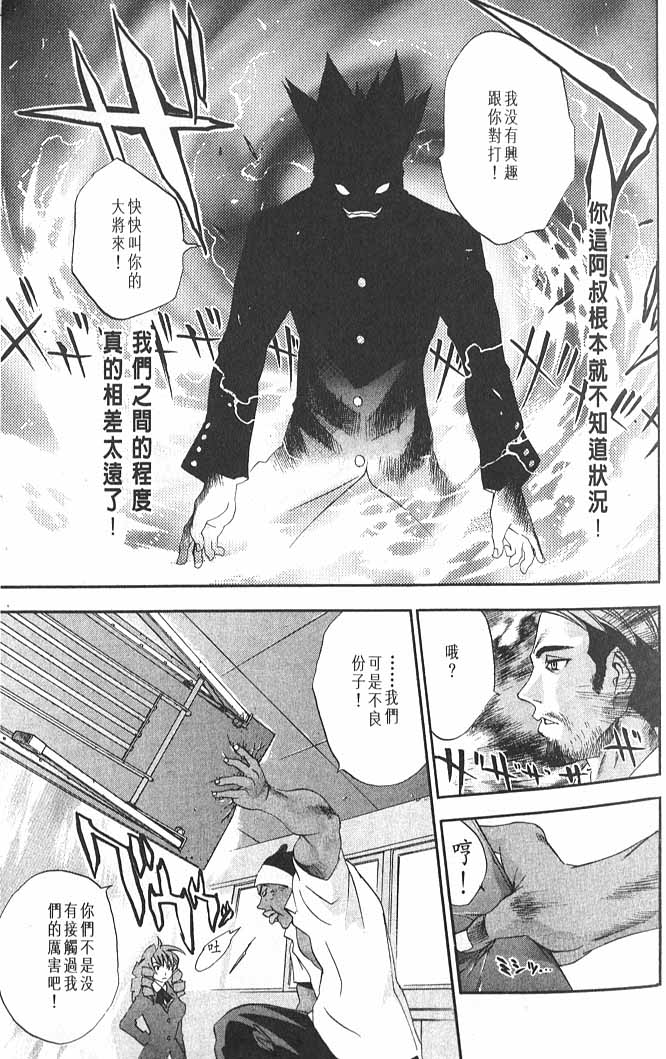 我没有興趣
跟你對打！
你這阿叔根本就不知道狀況！
快快叫你的
大將來！
我們之間的程度
真的相差太遠了！
哦？
哼！
……我們
可是不良
份子！
吐
你們不是没
有接觸過我
們的厲害吧！